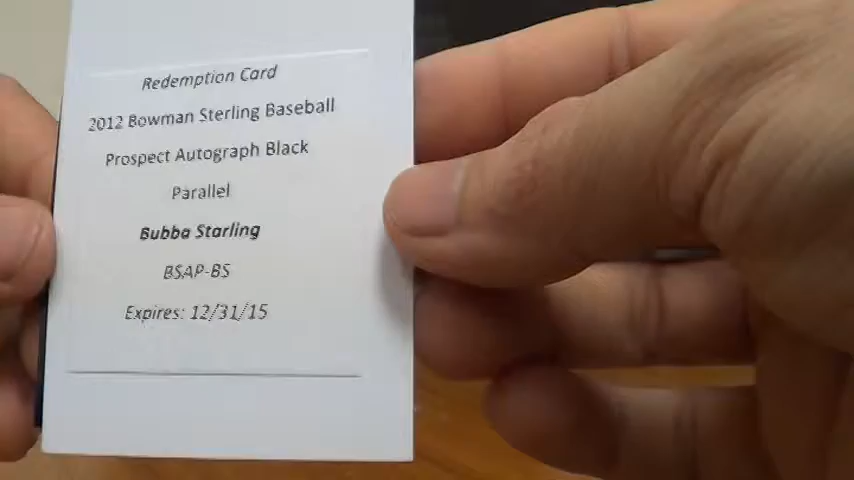 Redemption Card
2012 Bowman Sterling Baseball
Prospect Autograph Black
Parallel
Bubba Starling
BSAP-BS
Expires: 12/31/15